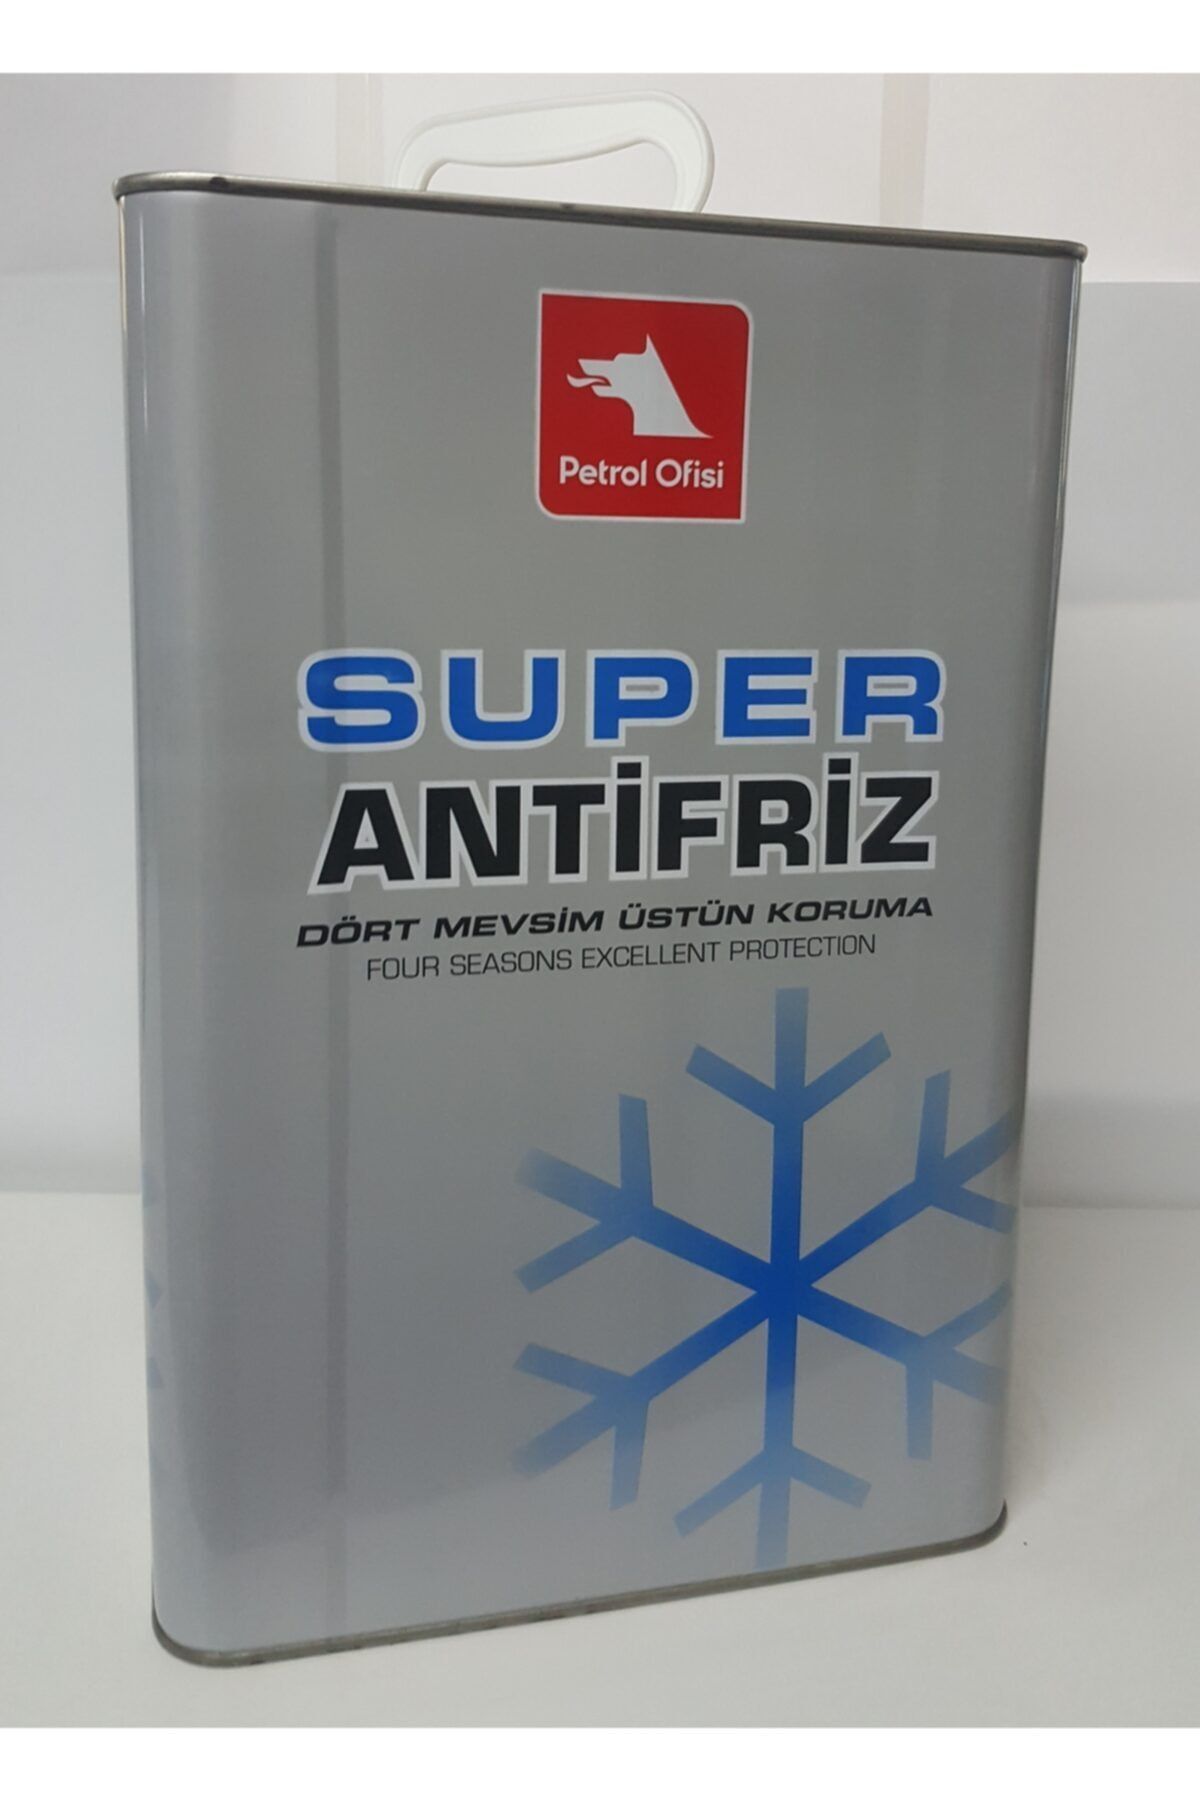 Petrol Ofisi
SUPER
ANTİFRİZ
DÖRT MEVSİM ÜSTÜN KORUMA
FOUR SEASONS EXCELLENT PROTECTION